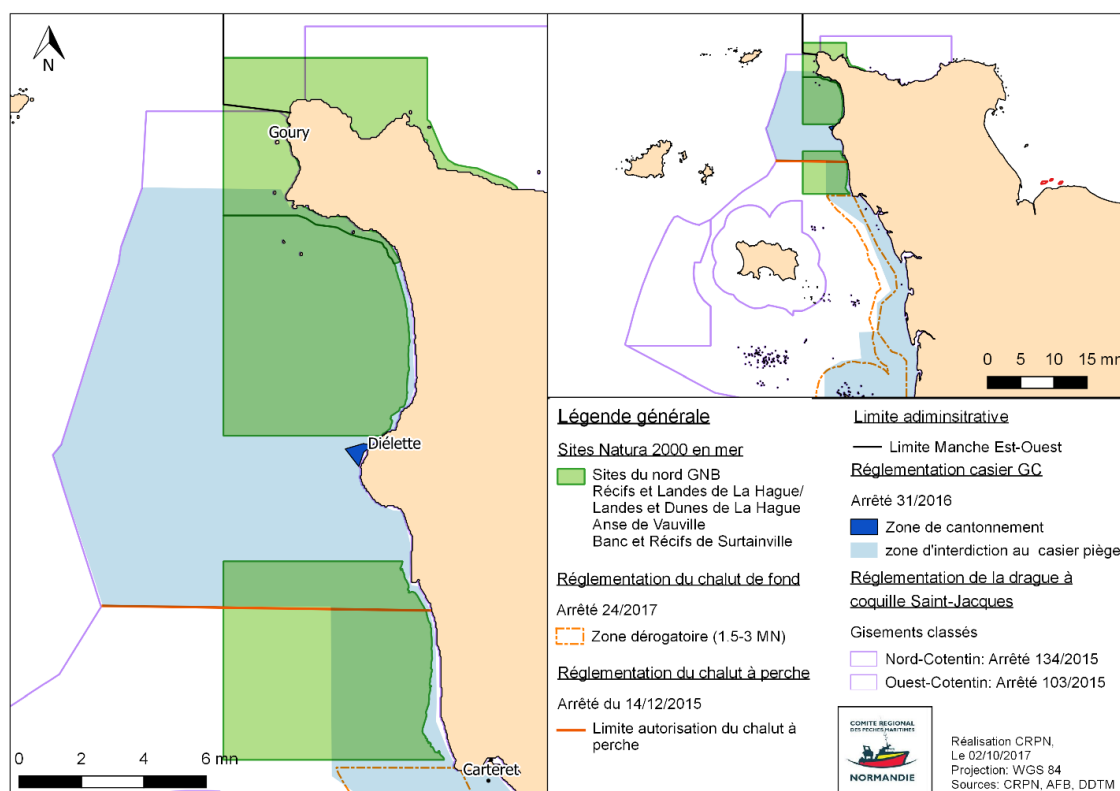 N
Goury
Diélette
Carteret
0 2 4 6 mn
0 5 10 15 mn
Légende générale
Sites Natura 2000 en mer
Sites du nord GNB
Récifs et Landes de La Hague/
Landes et Dunes de La Hague
Anse de Vauville
Banc et Récifs de Surtainville
Réglementation du chalut de fond
Arrêté 24/2017
Zone dérogatoire (1.5-3 MN)
Réglementation du chalut à perche
Arrêté du 14/12/2015
Limite autorisation du chalut à
perche
Limite adiminsitrative
Limite Manche Est-Ouest
Réglementation casier GC
Arrêté 31/2016
Zone de cantonnement
zone d'interdiction au casier piège
Réglementation de la drague à
coquille Saint-Jacques
Gisements classés
Nord-Cotentin: Arrêté 134/2015
Ouest-Cotentin: Arrêté 103/2015
COMITE REGIONAL
DES PECHES MARITIMES
NORMANDIE
Réalisation CRPN,
Le 02/10/2017
Projection: WGS 84
Sources: CRPN, AFB, DDTM